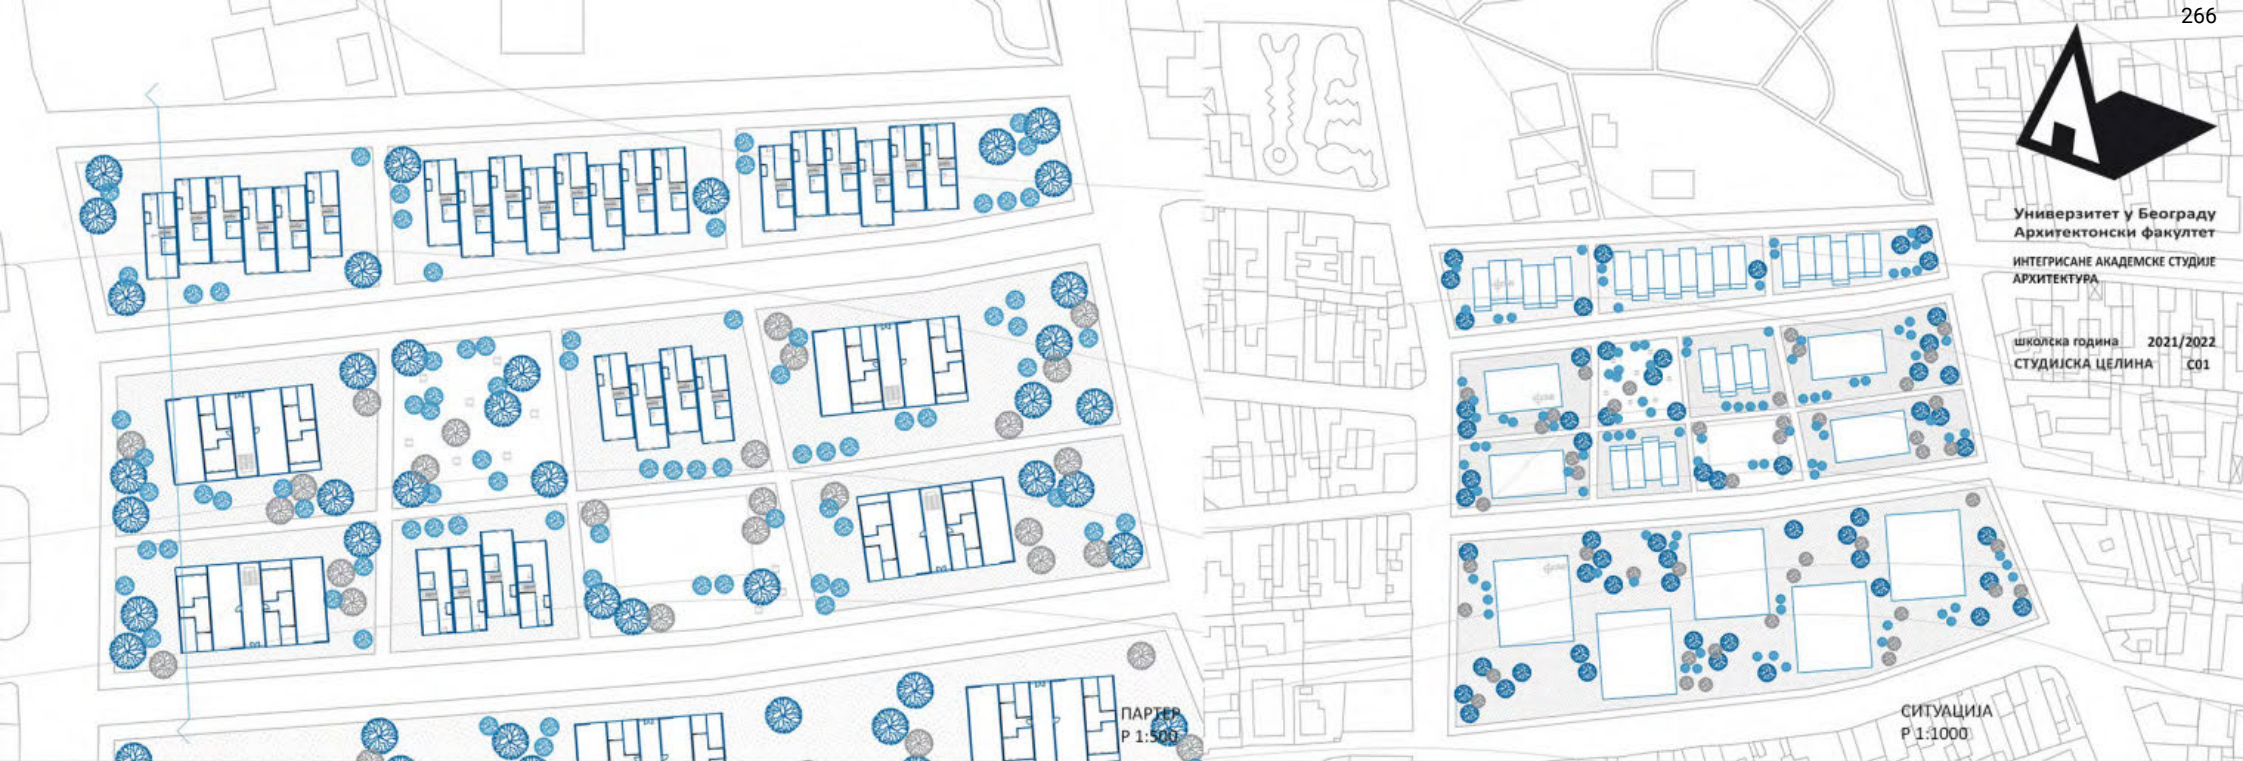 266
Универзитет у Београду
Архитектонски факултет
ИНТЕГРИСАНЕ АКАДЕМСКЕ СТУДИЈЕ
АРХИТЕКТУРА
школска година 2021/2022
СТУДИЈСКА ЦЕЛИНА С01
ПАРТЕР
Р 1:500
СИТУАЦИЈА
Р 1:1000